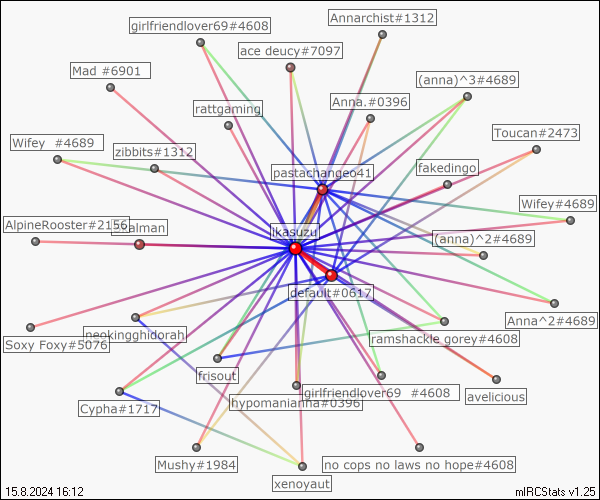 Annarchist#1312
girlfriendlover69#4608
ace deucy#7097
Mad #6901
(anna)^3#4689
rattgaming
Anna.#0396
Toucan#2473
Wifey  #4689
zibbits#1312
pastachangeo41
fakedingo
Wifey#4689
AlpineRooster#2156
lkasuzu
(anna)^2#4689
default#0617
Anna^2#4689
neokingghidorah
Soxy Foxy#5076
ramshackle gorey#4608
frisout
girlfriendlover69  #4608
avelicious
Cypha#1717
hypomanianna#0396
Mushy#1984
no cops no laws no hope#4608
xenoyaut
15.8.2024 16:12
mIRCStats v1.25